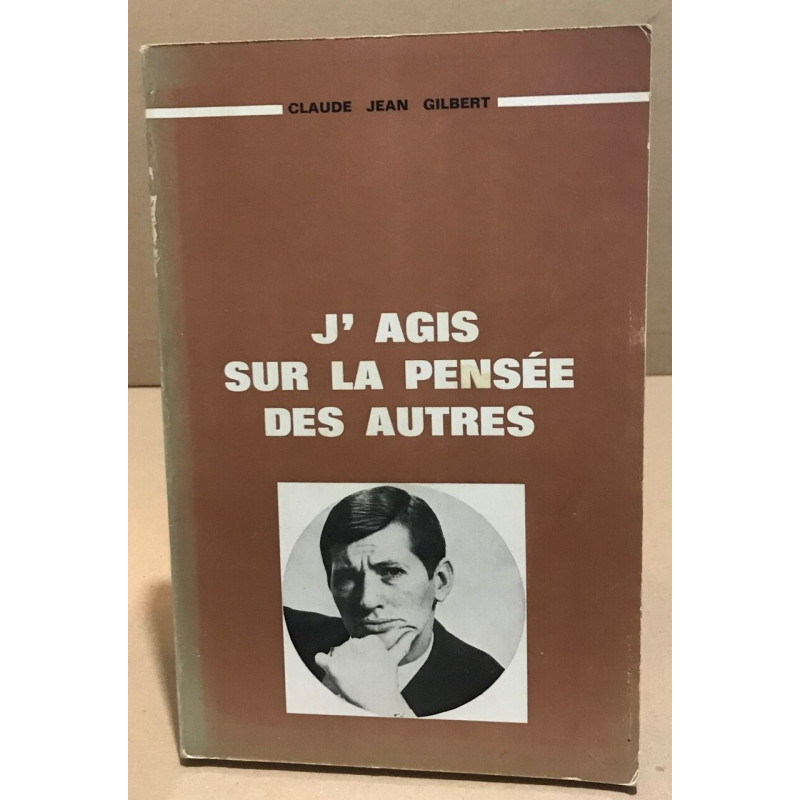 CLAUDE JEAN GILBERT
J' AGIS
SUR LA PENSÉE
DES AUTRES